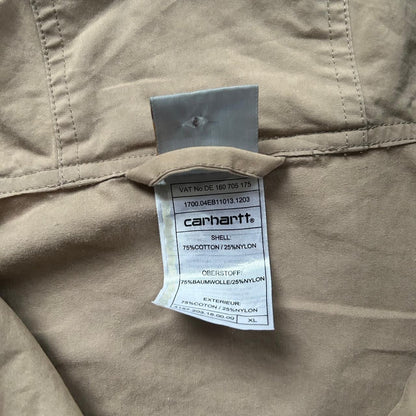 VAT No DE 160 705 175
1700.04EB11013.1203
carhartt®
SHELL
75%COTTON / 25%NYLON
OBERSTOFF:
75%BAUMWOLLE/25%NYLON
EXTERIEUR:
75%COTTON / 25%NYLON
XL